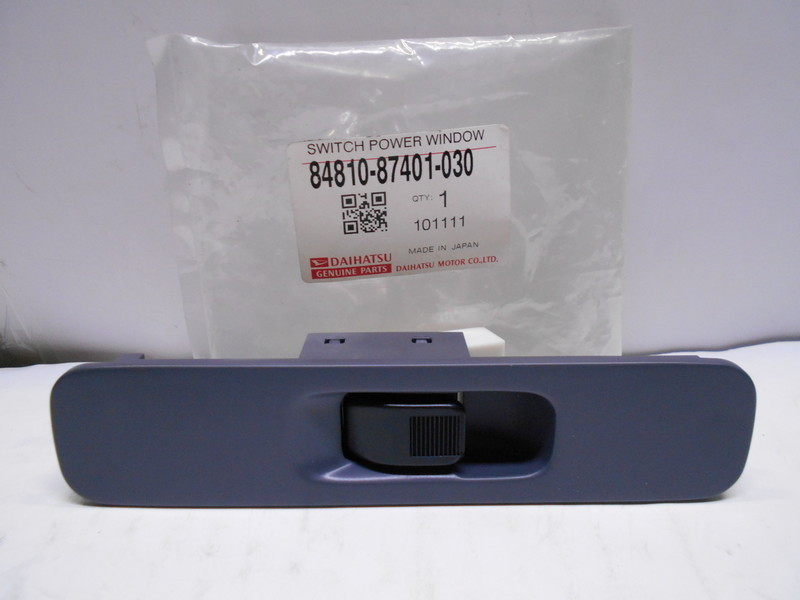 SWITCH POWER WINDOW
84810-87401-030
QTY: 1
101111
MADE IN JAPAN
DAIHATSU
GENUINE PARTS DAIHATSU MOTOR CO.,LTD.